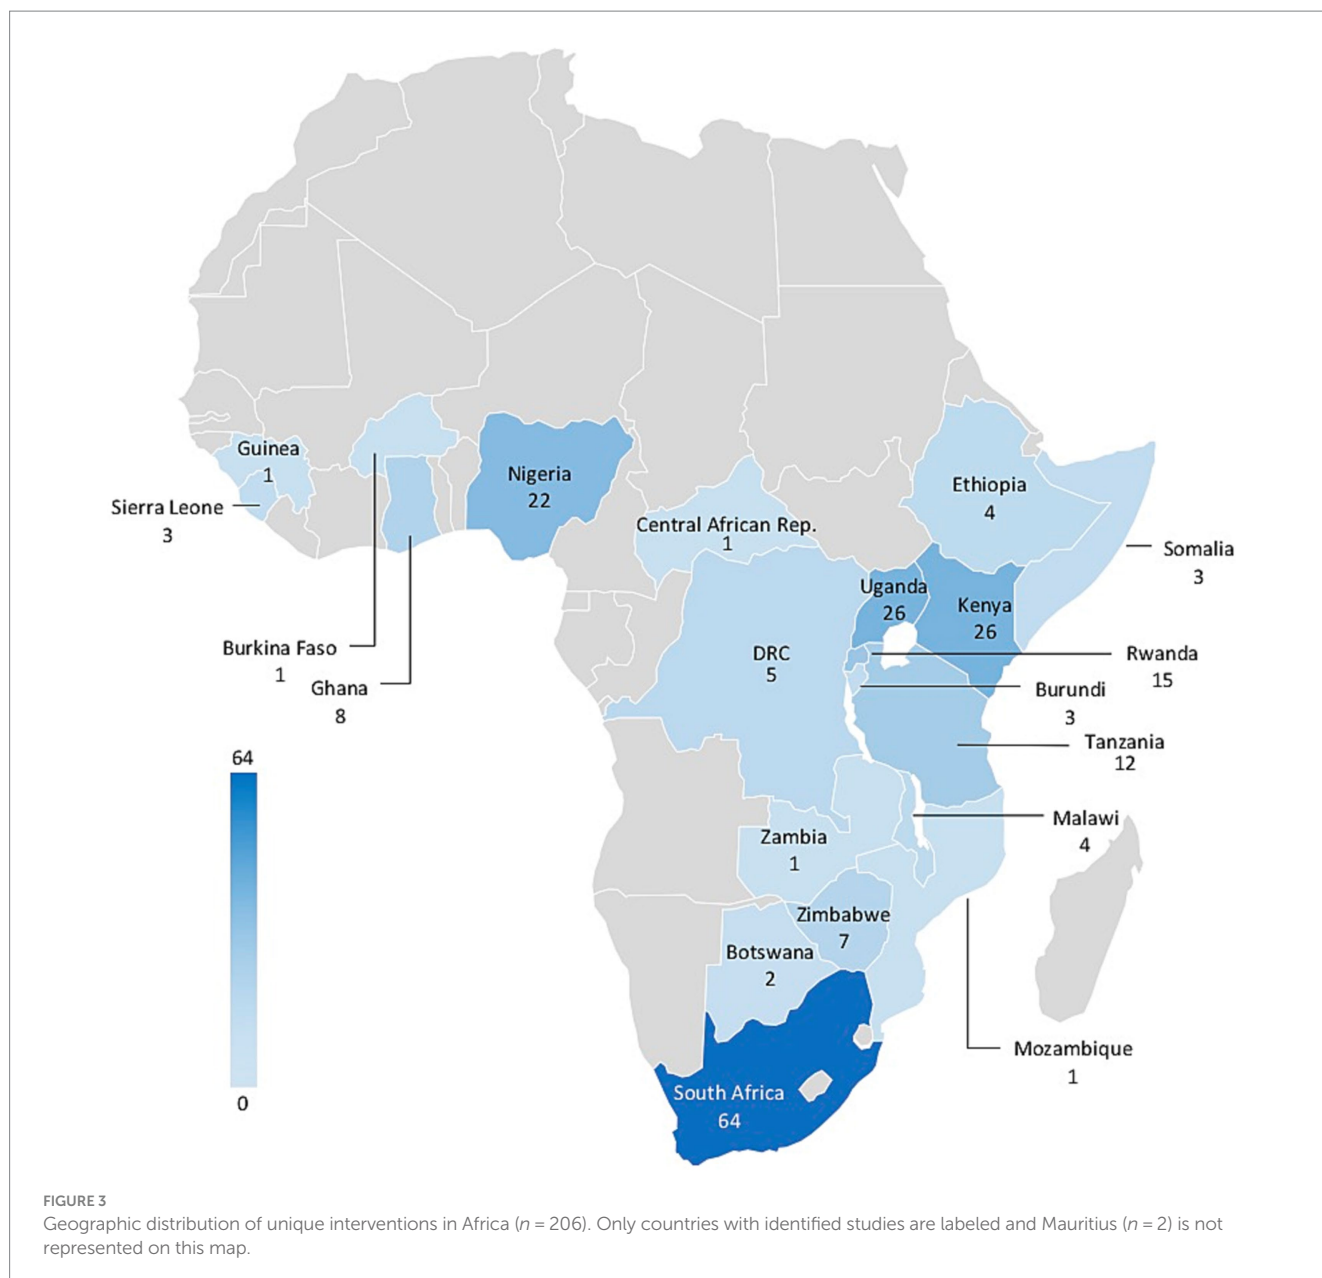 Guinea
1
Sierra Leone
3
Nigeria
22
Central African Rep.
1
Ethiopia
4
Somalia
3
Uganda
26
Kenya
26
Burkina Faso
1
Ghana
8
DRC
5
Rwanda
15
Burundi
3
Tanzania
12
64
0
Malawi
4
Zambia
1
Zimbabwe
7
Botswana
2
Mozambique
1
South Africa
64
FIGURE 3
Geographic distribution of unique interventions in Africa (n = 206). Only countries with identified studies are labeled and Mauritius (n = 2) is not
represented on this map.